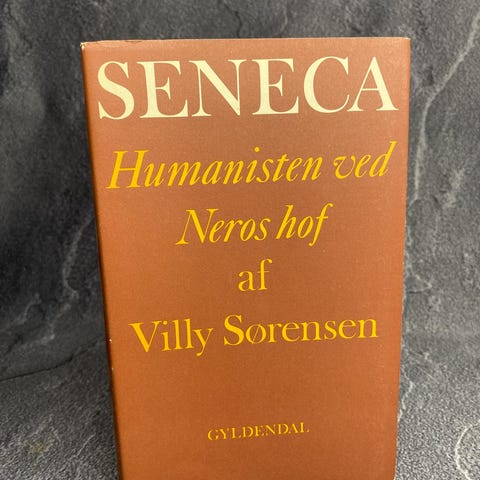 SENECA
Humanisten ved
Neros hof
af
Villy Sørensen
GYLDENDAL